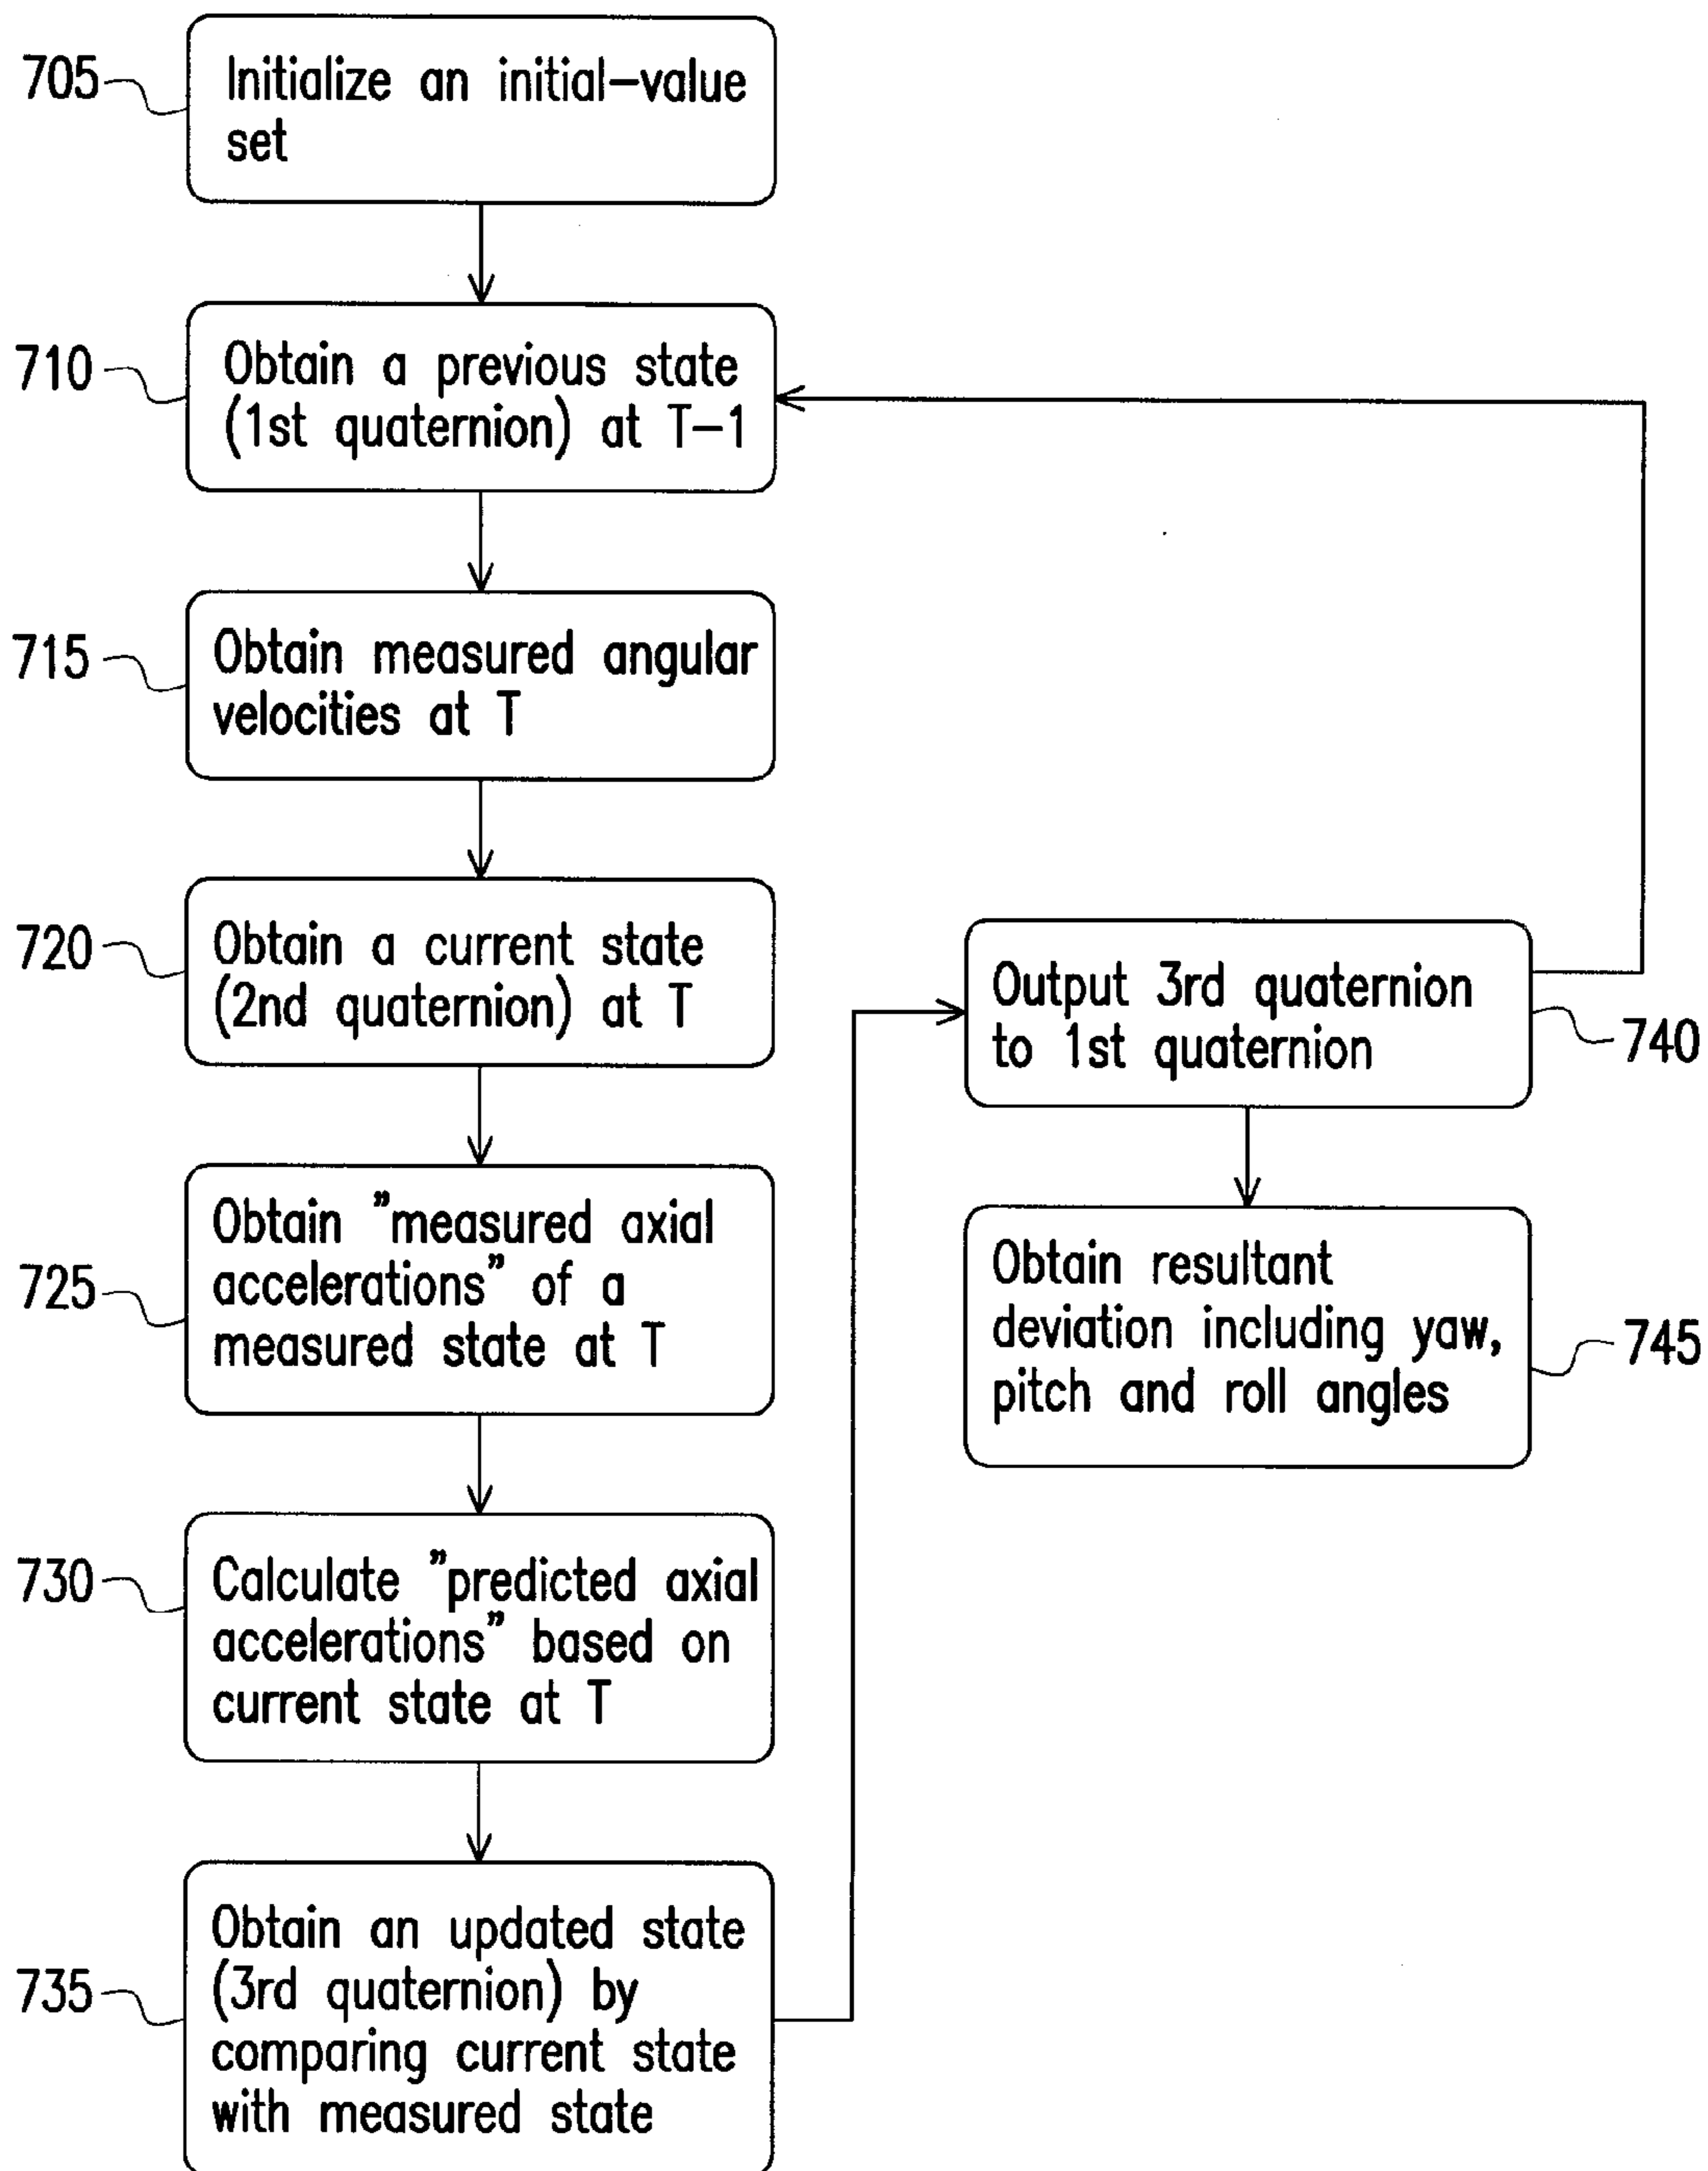 705
Initialize an initial-value
set
710
Obtain a previous state
(1st quaternion) at T-1
715
Obtain measured angular
velocities at T
720
Obtain a current state
(2nd quaternion) at T
725
Obtain "measured axial
accelerations" of a
measured state at T
730
Calculate "predicted axial
accelerations" based on
current state at T
735
Obtain an updated state
(3rd quaternion) by
comparing current state
with measured state
Output 3rd quaternion
to 1st quaternion
740
Obtain resultant
deviation including yaw,
pitch and roll angles
745